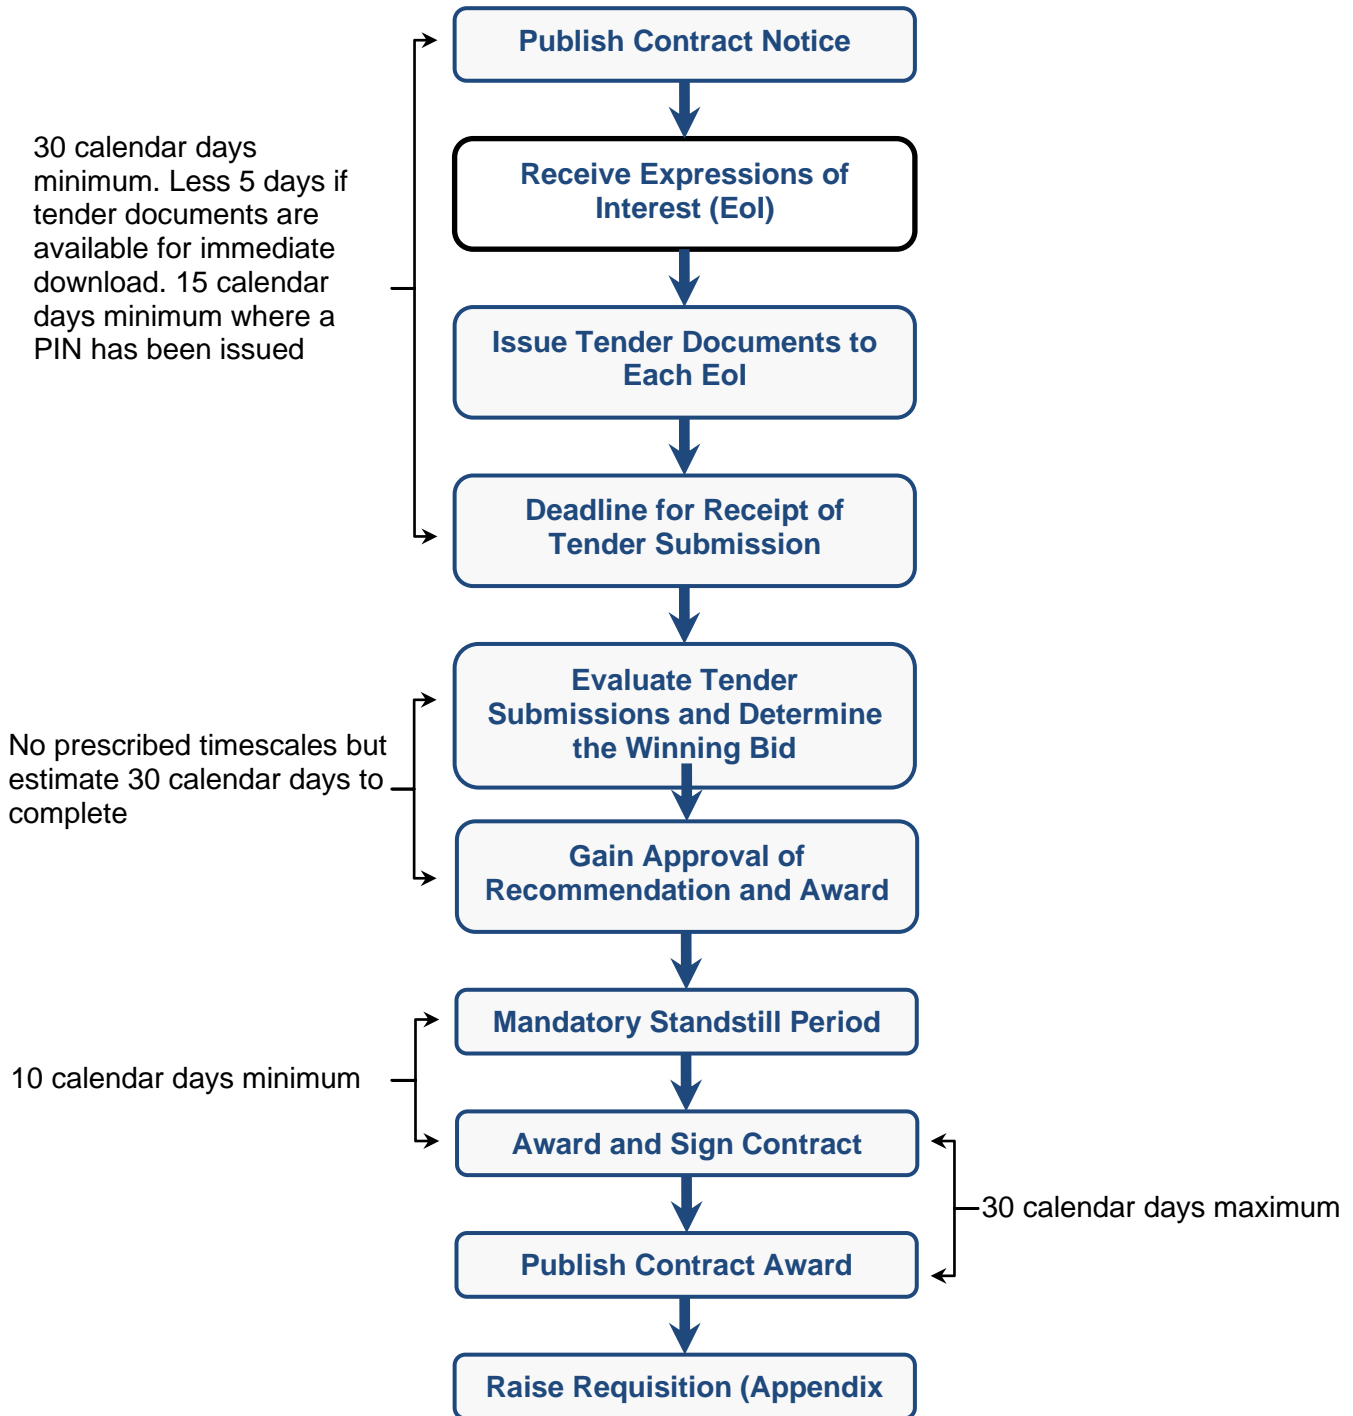 Publish Contract Notice
30 calendar days
minimum. Less 5 days if
tender documents are
available for immediate
download. 15 calendar
days minimum where a
PIN has been issued
Receive Expressions of
Interest (EoI)
Issue Tender Documents to
Each EoI
Deadline for Receipt of
Tender Submission
Evaluate Tender
Submissions and Determine
the Winning Bid
No prescribed timescales but
estimate 30 calendar days to
complete
Gain Approval of
Recommendation and Award
Mandatory Standstill Period
10 calendar days minimum
Award and Sign Contract
30 calendar days maximum
Publish Contract Award
Raise Requisition (Appendix